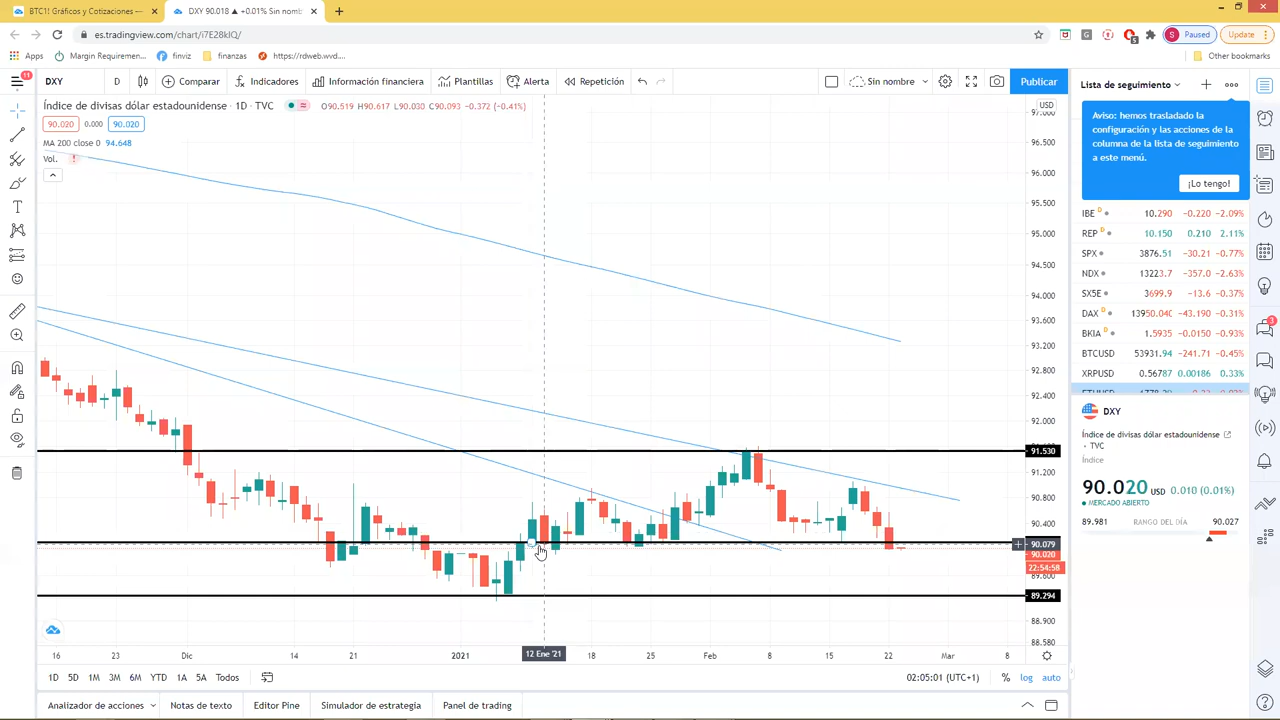 BTC1! Gráficos y Cotizaciones —
DXY 90.018 ▲ +0.01% Sin nomb
es.tradingview.com/chart/i7E28kIQ/
Paused
Update
Apps
Margin Requiremen...
finviz
finanzas
https://rdweb.wvd...
Other bookmarks
11
DXY
D
Comparar
Indicadores
Información financiera
Plantillas
Alerta
Repetición
Sin nombre
Publicar
Índice de divisas dólar estadounidense · 1D · TVC
O90.519 H90.617 L90.030 C90.093 −0.372 (−0.41%)
90.020 0.000 90.020
MA 200 close 0 94.648
Vol. !
USD
97.000
96.500
96.000
95.500
95.000
94.500
94.000
93.600
93.200
92.800
92.400
92.000
91.530
91.200
90.800
90.400
90.079
90.020
22:54:58
89.600
89.294
88.900
88.580
16 23 Dic 14 21 2021 12 Ene '21 18 25 Feb 8 15 22 Mar 8
1D 5D 1M 3M 6M YTD 1A 5A Todos
02:05:01 (UTC+1)
% log auto
Analizador de acciones
Notas de texto
Editor Pine
Simulador de estrategia
Panel de trading
Lista de seguimiento
Aviso: hemos trasladado la
configuración y las acciones de la
columna de la lista de seguimiento
a este menú.
¡Lo tengo!
IBE D 10.290 −0.220 −2.09%
REP D 10.150 0.210 2.11%
SPX 3876.51 −30.21 −0.77%
NDX 13223.7 −357.0 −2.63%
SX5E 3699.9 −13.6 −0.37%
DAX D 13950.04 −43.190 −0.31%
BKIA D 1.5935 −0.0150 −0.93%
BTCUSD 53931.94 −241.71 −0.45%
XRPUSD 0.56787 0.00186 0.33%
DXY
Índice de divisas dólar estadounidense
• TVC
Índice
90.020 USD 0.010 (0.01%)
MERCADO ABIERTO
89.981 RANGO DEL DÍA 90.027